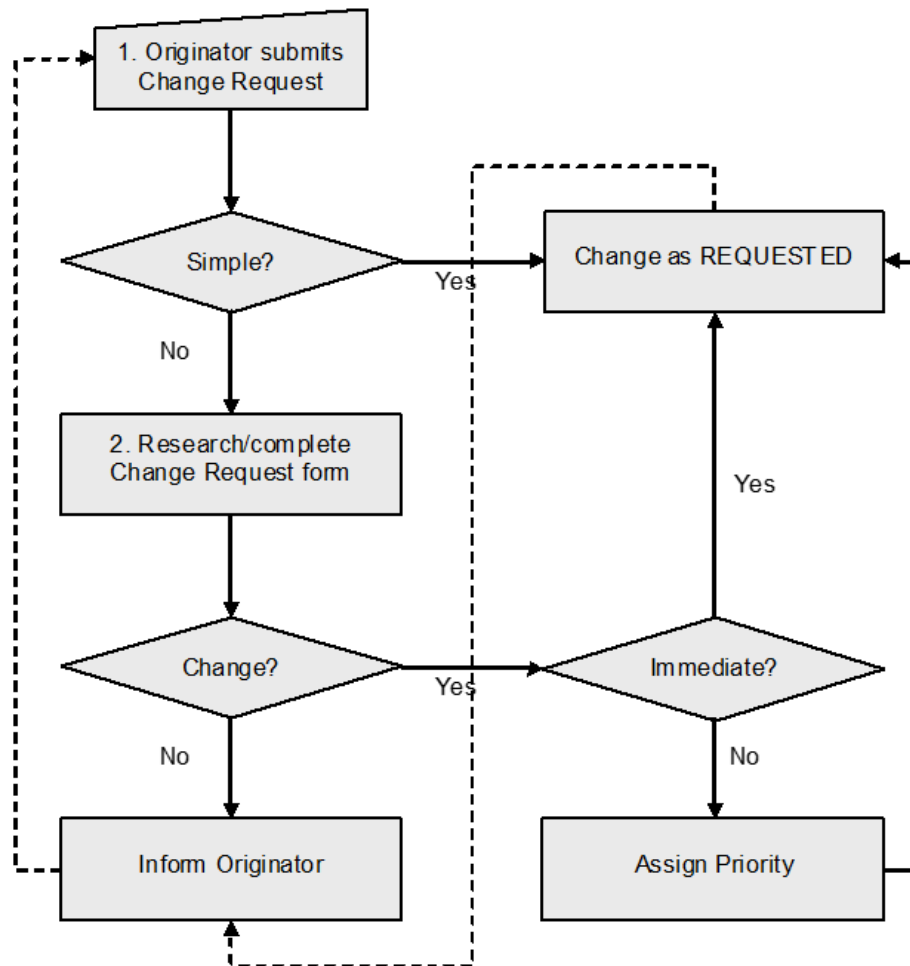 1. Originator submits
Change Request
Simple?
Yes
Change as REQUESTED
No
2. Research/complete
Change Request form
Yes
Change?
Yes
Immediate?
No
No
Inform Originator
Assign Priority